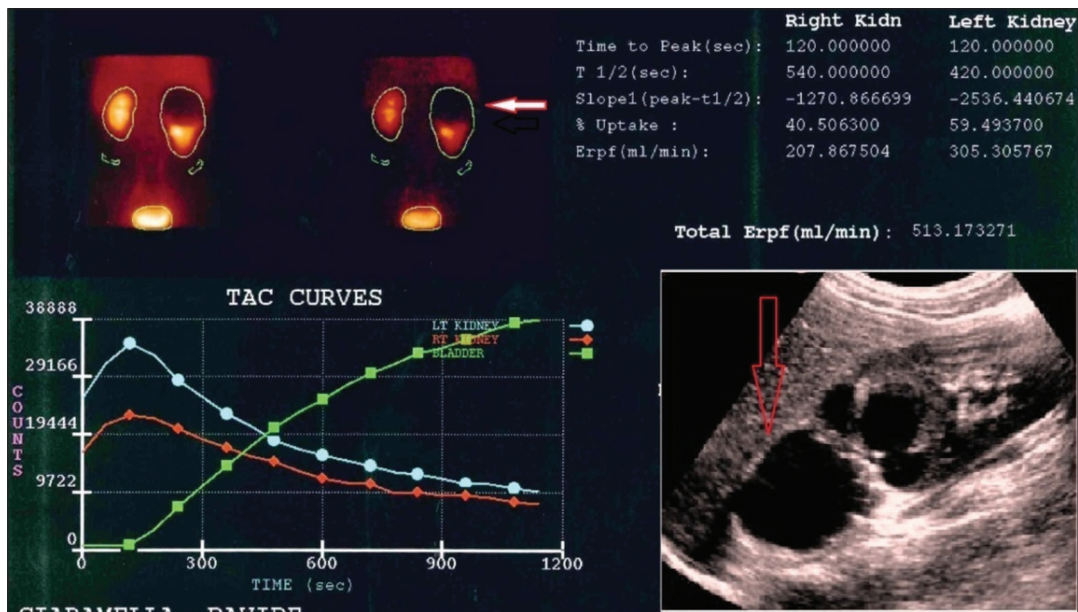 Right Kidn Left Kidney
Time to Peak(sec): 120.000000 120.000000
T 1/2(sec): 540.000000 420.000000
Slope1(peak-t1/2): -1270.866699 -2536.440674
% Uptake : 40.506300 59.493700
Erpf(ml/min): 207.867504 305.305767
Total Erpf(ml/min): 513.173271
TAC CURVES
38888
29166
19444
9722
0
COUNTS
LT KIDNEY
RT KIDNEY
BLADDER
0 300 600 900 1200
TIME (sec)